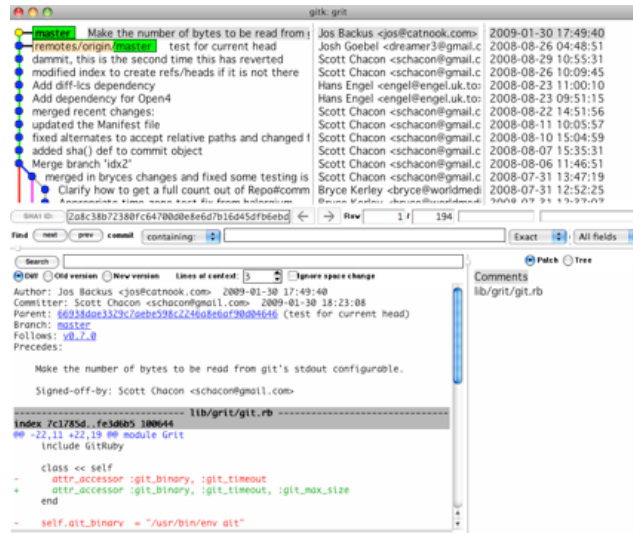 gitk: grit
master Make the number of bytes to be read from Jos Backus <jos@catnook.com> 2009-01-30 17:49:40
remotes/origin/master test for current head Josh Goebel <dreamer3@gmail.c 2008-08-26 04:48:51
dammit, this is the second time this has reverted Scott Chacon <schacon@gmail.c 2008-08-29 10:55:31
modified index to create refs/heads if it is not there Scott Chacon <schacon@gmail.c 2008-08-26 10:09:45
Add diff-lcs dependency Hans Engel <engel@engel.uk.to> 2008-08-23 11:00:10
Add dependency for Open4 Hans Engel <engel@engel.uk.to> 2008-08-23 09:51:15
merged recent changes: Scott Chacon <schacon@gmail.c 2008-08-22 14:51:56
updated the Manifest file Scott Chacon <schacon@gmail.c 2008-08-11 10:05:57
fixed alternates to accept relative paths and changed f Scott Chacon <schacon@gmail.c 2008-08-10 15:04:59
added sha() def to commit object Scott Chacon <schacon@gmail.c 2008-08-07 15:35:31
Merge branch 'idx2' Scott Chacon <schacon@gmail.c 2008-08-06 11:46:51
merged in bryces changes and fixed some testing is Scott Chacon <schacon@gmail.c 2008-07-31 13:47:19
Clarify how to get a full count out of Repo#comm Bryce Kerley <bryce@worldmedi 2008-07-31 12:52:25
SHA1 ID: 2a8c38b72380fc64700d0e8e6d7b16d45dfb6ebd Row 1 / 194
Find next prev commit containing: Exact All fields
Search Patch Tree
Diff Old version New version Lines of context: 3 Ignore space change Comments
lib/grit/git.rb
Author: Jos Backus <jos@catnook.com> 2009-01-30 17:49:40
Committer: Scott Chacon <schacon@gmail.com> 2009-01-30 18:23:08
Parent: 66938dae3329c7aebe598c2246a8e6af90d04646 (test for current head)
Branch: master
Follows: v0.7.0
Precedes:
Make the number of bytes to be read from git's stdout configurable.
Signed-off-by: Scott Chacon <schacon@gmail.com>
lib/grit/git.rb
index 7c1785d..fe3d6b5 100644
@@ -22,11 +22,19 @@ module Grit
include GitRuby
class << self
- attr_accessor :git_binary, :git_timeout
+ attr_accessor :git_binary, :git_timeout, :git_max_size
end
- self.git_binary = "/usr/bin/env git"